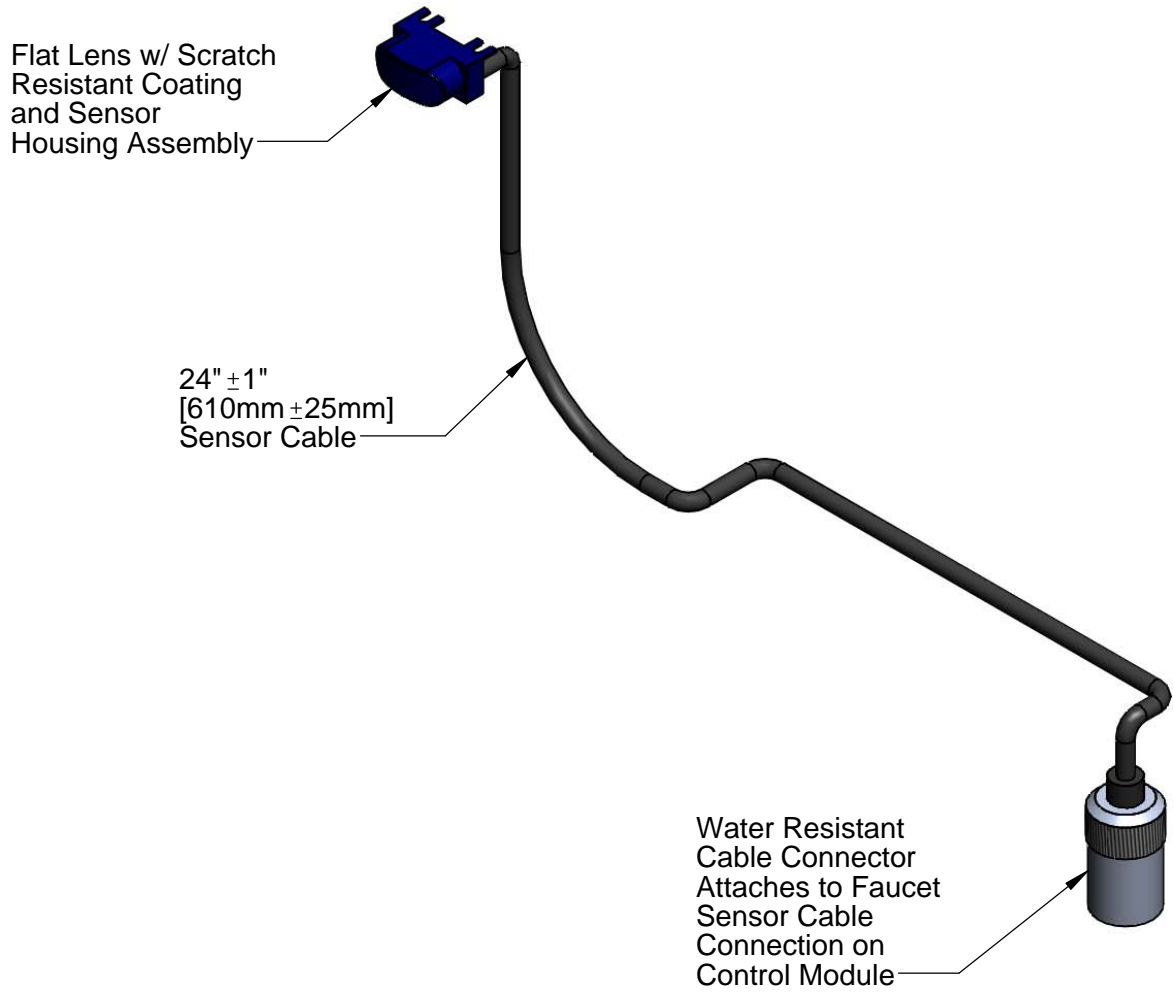 Flat Lens w/ Scratch
Resistant Coating
and Sensor
Housing Assembly
24" ±1"
[610mm ±25mm]
Sensor Cable
Water Resistant
Cable Connector
Attaches to Faucet
Sensor Cable
Connection on
Control Module